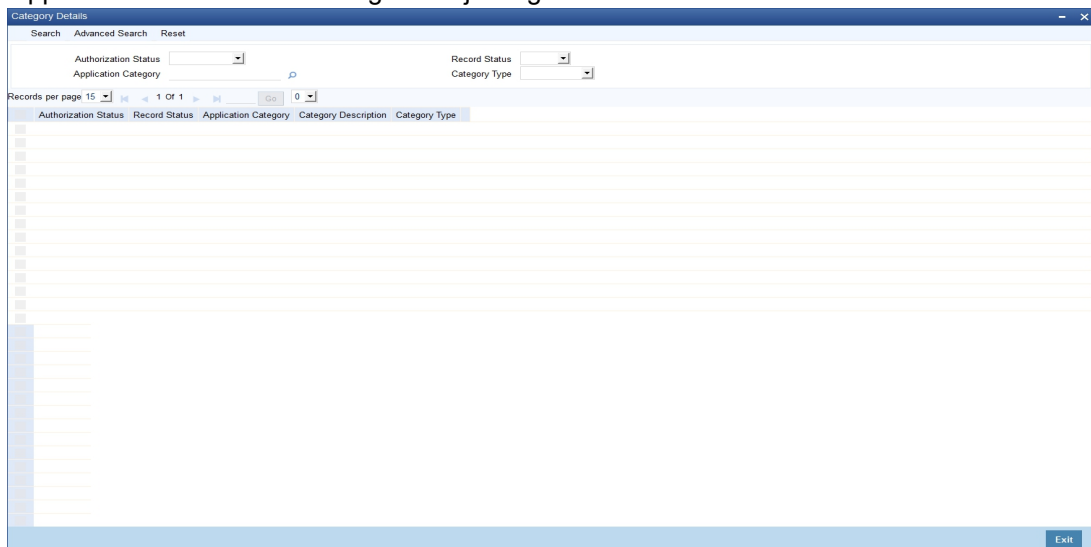 Category Details
Search Advanced Search Reset
Authorization Status Record Status
Application Category Category Type
Records per page 15 1 Of 1 Go 0
Authorization Status Record Status Application Category Category Description Category Type
Exit